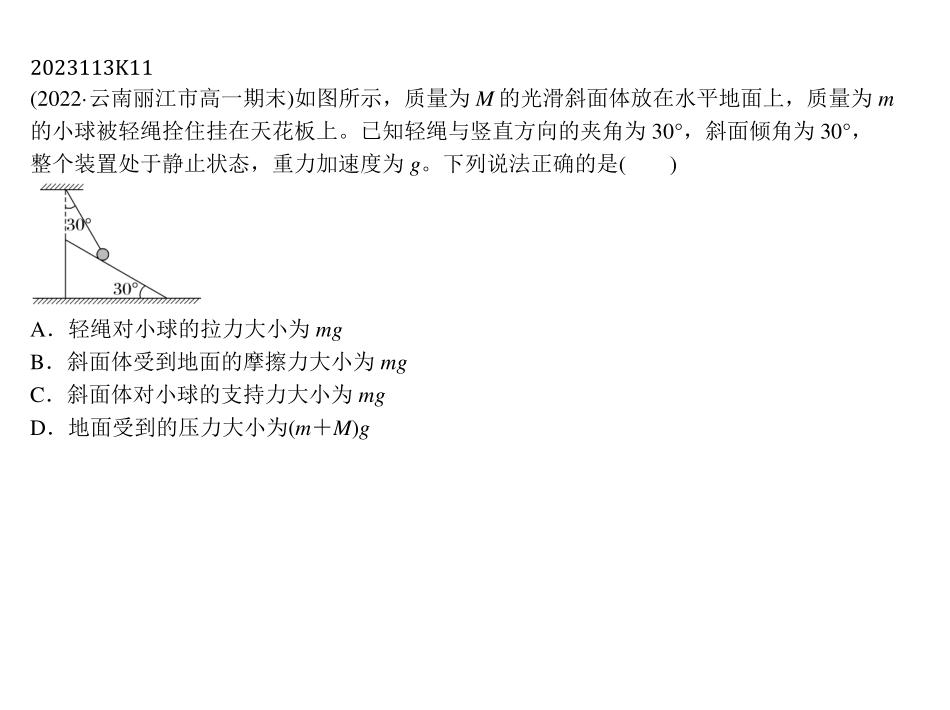 2023113K11
(2022·云南丽江市高一期末)如图所示，质量为 M 的光滑斜面体放在水平地面上，质量为 m
的小球被轻绳拴住挂在天花板上。已知轻绳与竖直方向的夹角为 30°，斜面倾角为 30°，
整个装置处于静止状态，重力加速度为 g。下列说法正确的是(　　)
30°
30°
A．轻绳对小球的拉力大小为 mg
B．斜面体受到地面的摩擦力大小为 mg
C．斜面体对小球的支持力大小为 mg
D．地面受到的压力大小为(m＋M)g